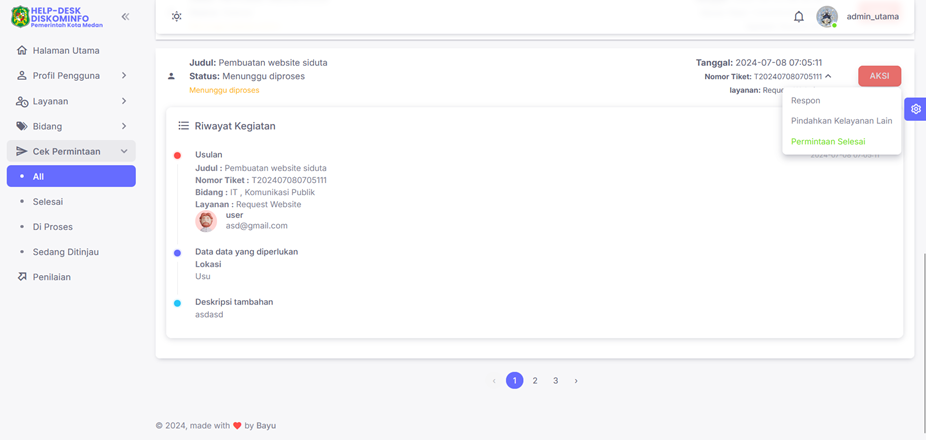 HELP-DESK
DISKOMINFO
Pemerintah Kota Medan
admin_utama
Halaman Utama
Profil Pengguna
Layanan
Bidang
Cek Permintaan
All
Selesai
Di Proses
Sedang Ditinjau
Penilaian
Judul: Pembuatan website siduta
Status: Menunggu diproses
Menunggu diproses
Tanggal: 2024-07-08 07:05:11
Nomor Tiket: T202407080705111
layanan: Reque
AKSI
Respon
Pindahkan Kelayanan Lain
Permintaan Selesai
Riwayat Kegiatan
Usulan
Judul : Pembuatan website siduta
Nomor Tiket : T202407080705111
Bidang : IT , Komunikasi Publik
Layanan : Request Website
user
asd@gmail.com
Data data yang diperlukan
Lokasi
Usu
Deskripsi tambahan
asdasd
‹ 1 2 3 ›
© 2024, made with ❤️ by Bayu